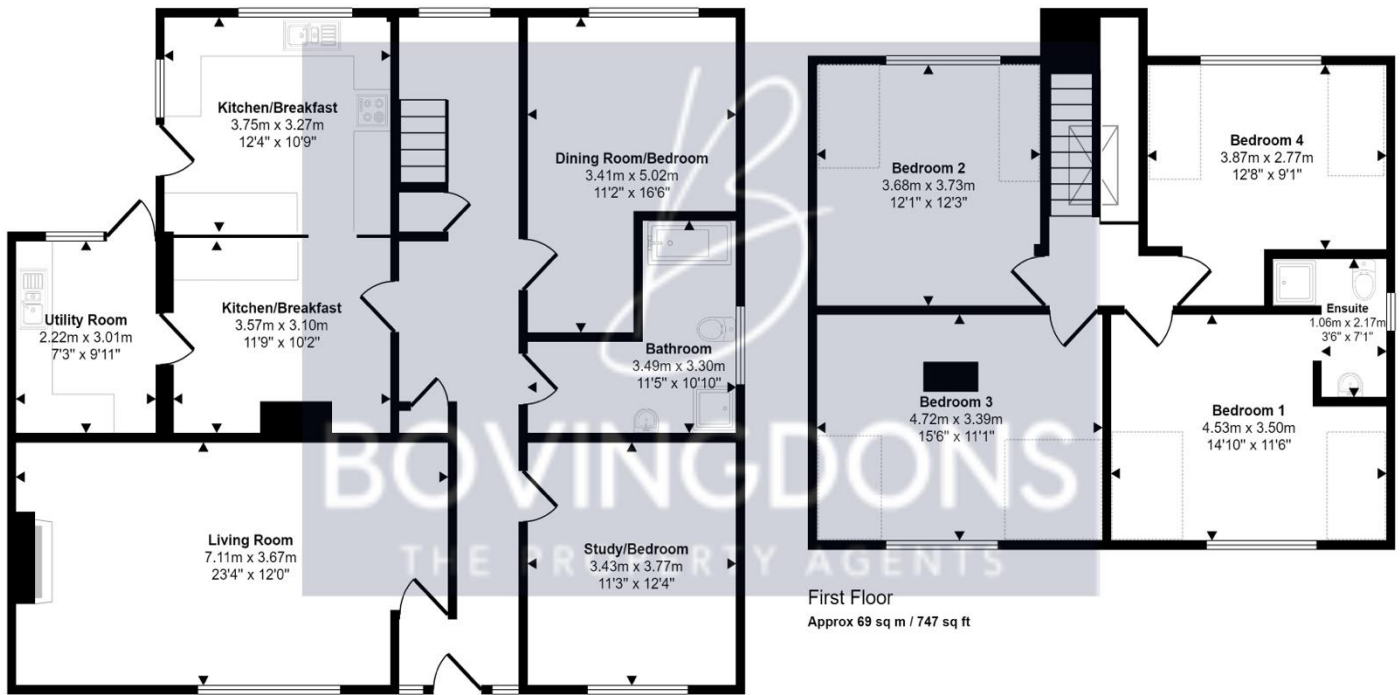 Kitchen/Breakfast
3.75m x 3.27m
12'4" x 10'9"
Dining Room/Bedroom
3.41m x 5.02m
11'2" x 16'6"
Utility Room
2.22m x 3.01m
7'3" x 9'11"
Kitchen/Breakfast
3.57m x 3.10m
11'9" x 10'2"
Bathroom
3.49m x 3.30m
11'5" x 10'10"
Living Room
7.11m x 3.67m
23'4" x 12'0"
Study/Bedroom
3.43m x 3.77m
11'3" x 12'4"
Bedroom 2
3.68m x 3.73m
12'1" x 12'3"
Bedroom 4
3.87m x 2.77m
12'8" x 9'1"
Ensuite
1.06m x 2.17m
3'6" x 7'1"
Bedroom 3
4.72m x 3.39m
15'6" x 11'1"
Bedroom 1
4.53m x 3.50m
14'10" x 11'6"
First Floor
Approx 69 sq m / 747 sq ft
B
BOVINGDONS
THE PROPERTY AGENTS